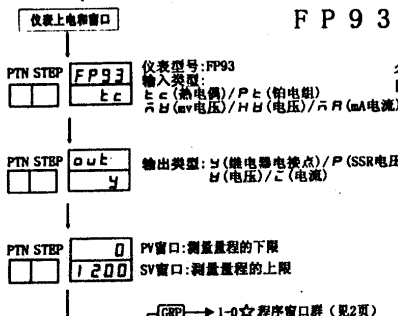 仪表上电和窗口
FP93
PTN STEP
FP93
tc
仪表型号:FP93
输入类型:
tc(热电偶)/Pt(铂电组)
nU(mv电压)/HU(电压)/nA(mA电流)
PTN STEP
out
y
输出类型:y(继电器电接点)/P(SSR电压
U(电压)/c(电流)
PTN STEP
0
1200
PV窗口:测量量程的下限
SV窗口:测量量程的上限
GRP
1-0☆程序窗口群(见2页)